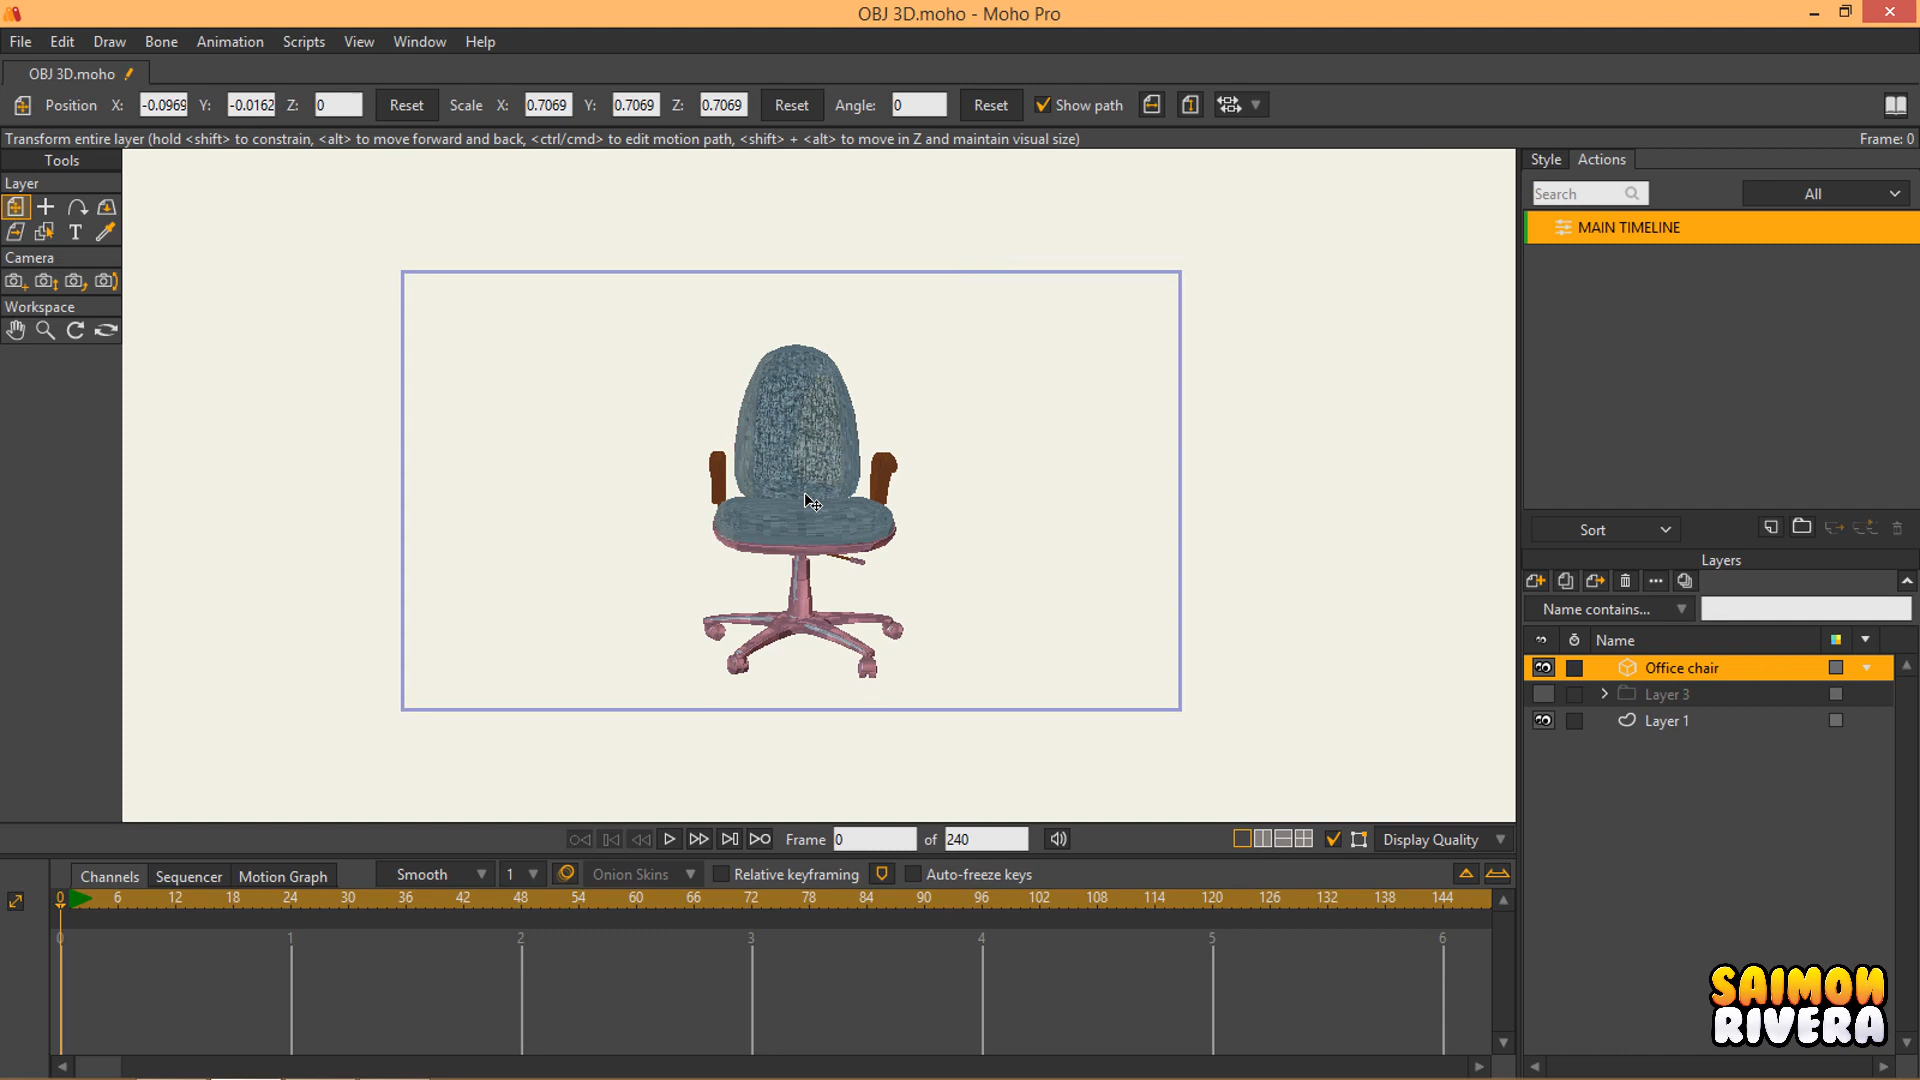 OBJ 3D.moho - Moho Pro
File Edit Draw Bone Animation Scripts View Window Help
OBJ 3D.moho
Position X: -0.0969 Y: -0.0162 Z: 0 Reset Scale X: 0.7069 Y: 0.7069 Z: 0.7069 Reset Angle: 0 Reset Show path
Transform entire layer (hold <shift> to constrain, <alt> to move forward and back, <ctrl/cmd> to edit motion path, <shift> + <alt> to move in Z and maintain visual size) Frame: 0
Tools
Layer
T
Camera
Workspace
Style Actions
Search All
MAIN TIMELINE
Sort
Layers
Name contains...
Name
Office chair
Layer 3
Layer 1
Frame 0 of 240 Display Quality
Channels Sequencer Motion Graph Smooth 1 Onion Skins Relative keyframing Auto-freeze keys
0 6 12 18 24 30 36 42 48 54 60 66 72 78 84 90 96 102 108 114 120 126 132 138 144
0 1 2 3 4 5 6
SAIMON
RIVERA